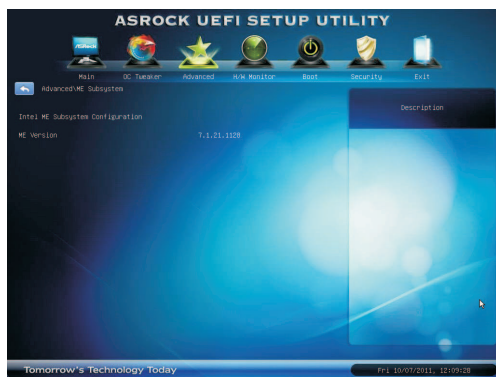 ASROCK UEFI SETUP UTILITY
ASRock
Main OC Tweaker Advanced H/W Monitor Boot Security Exit
Advanced\ME Subsystem
Description
Intel ME Subsystem Configuration
ME Version 7.1.21.1128
Tomorrow's Technology Today
Fri 10/07/2011, 12:09:28